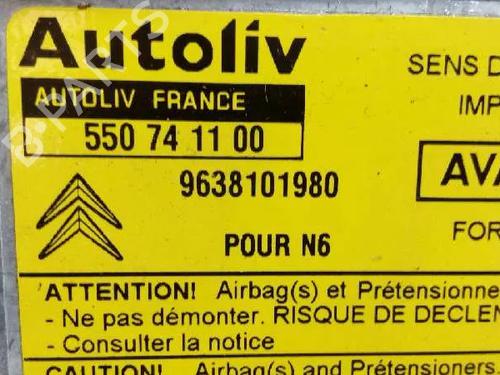 Autoliv
SENS D
AUTOLIV FRANCE
IMP
550 74 11 00
AVA
9638101980
FOR
POUR N6
ATTENTION! Airbag(s) et Prétensionne
- Ne pas démonter. RISQUE DE DECLEN
- Consulter la notice
CAUTION! Airbag(s) and Pretensioners.
B-PARTS